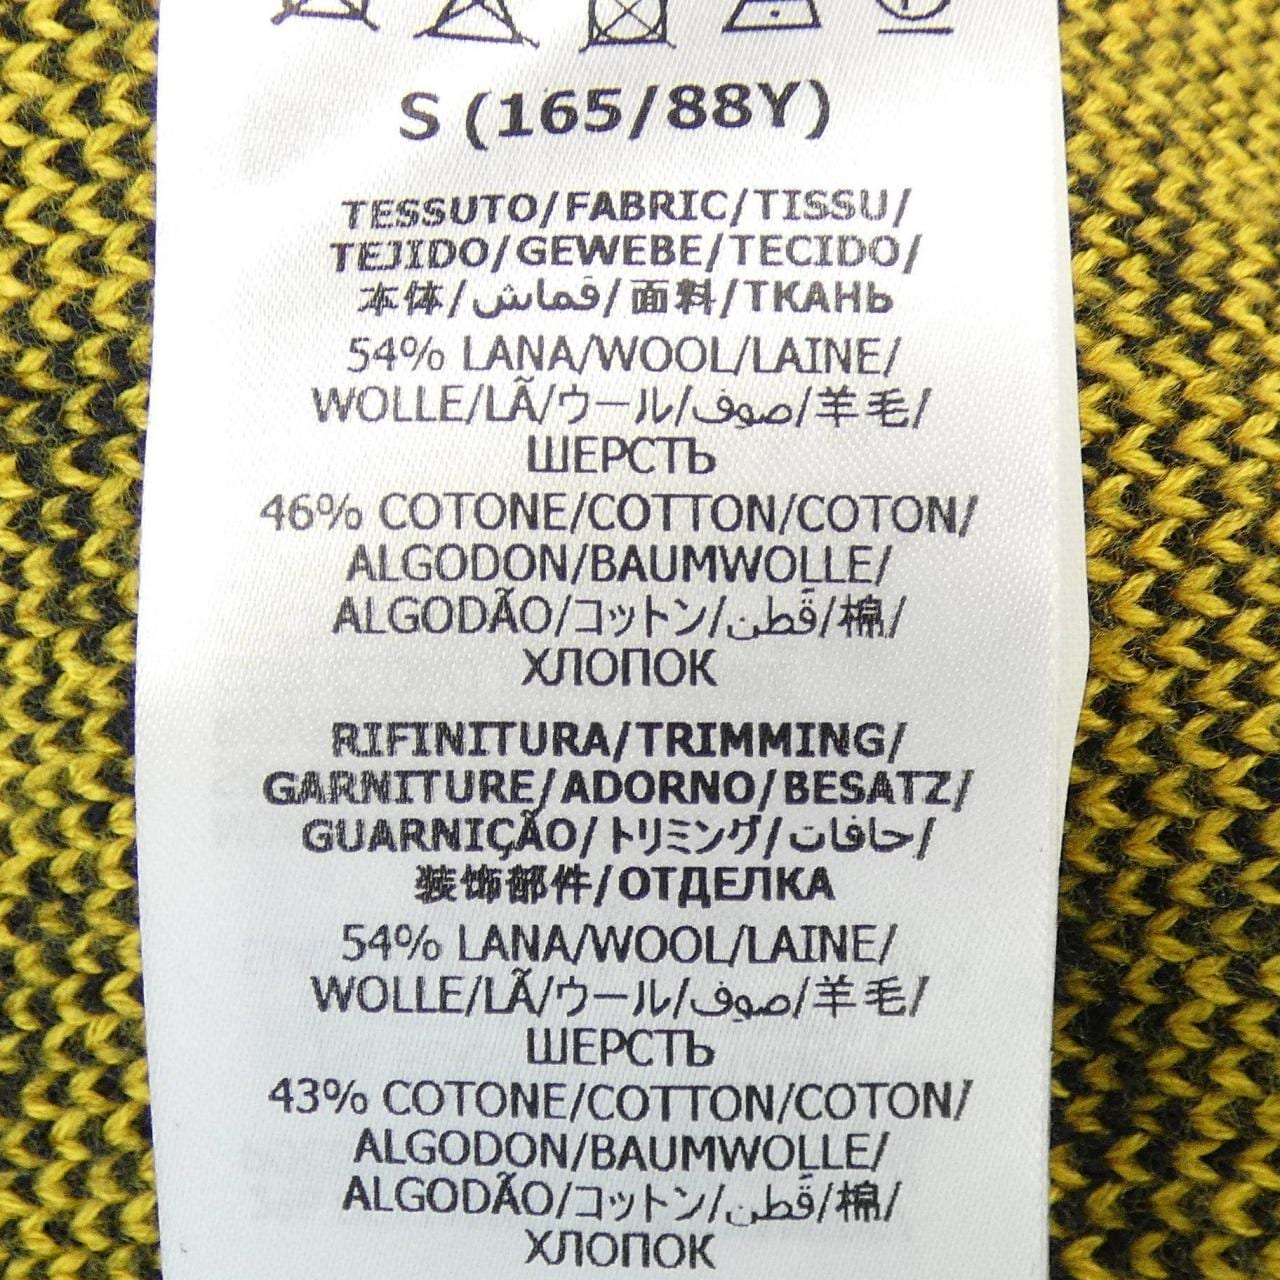 S (165/88Y)
TESSUTO/FABRIC/TISSU/
TEJIDO/GEWEBE/TECIDO/
本体/قماش/面料/ТКАНЬ
54% LANA/WOOL/LAINE/
WOLLE/LÃ/ウール/صوف/羊毛/
ШЕРСТЬ
46% COTONE/COTTON/COTON/
ALGODON/BAUMWOLLE/
ALGODÃO/コットン/قطن/棉/
ХЛОПОК
RIFINITURA/TRIMMING/
GARNITURE/ADORNO/BESATZ/
GUARNIÇÃO/トリミング/حافات/
装饰部件/ОТДЕЛКА
54% LANA/WOOL/LAINE/
WOLLE/LÃ/ウール/صوف/羊毛/
ШЕРСТЬ
43% COTONE/COTTON/COTON/
ALGODON/BAUMWOLLE/
ALGODÃO/コットン/قطن/棉/
ХЛОПОК